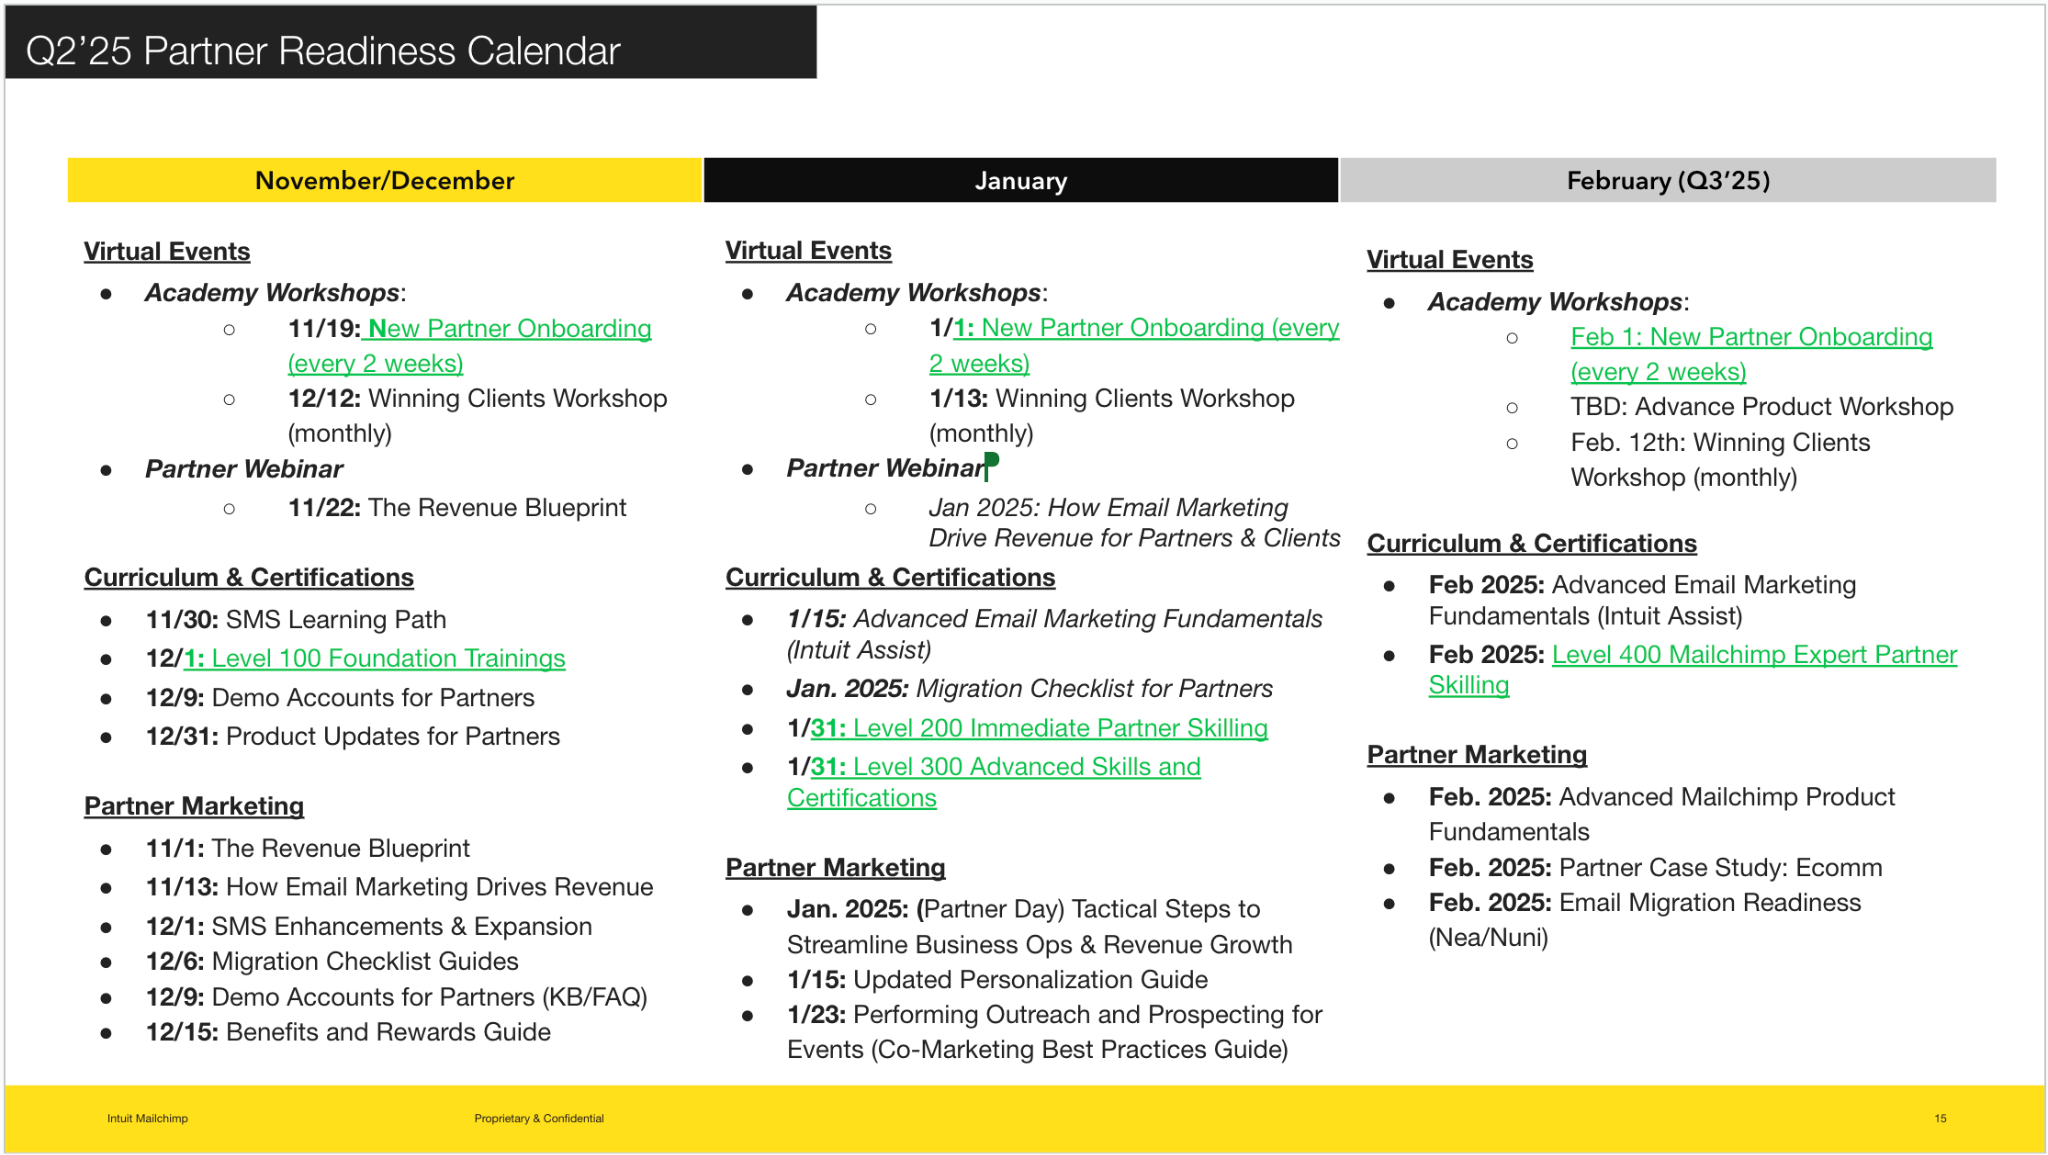 Q2’25 Partner Readiness Calendar
November/December
Virtual Events
● Academy Workshops:
○ 11/19: New Partner Onboarding
(every 2 weeks)
○ 12/12: Winning Clients Workshop
(monthly)
● Partner Webinar
○ 11/22: The Revenue Blueprint
Curriculum & Certifications
● 11/30: SMS Learning Path
● 12/1: Level 100 Foundation Trainings
● 12/9: Demo Accounts for Partners
● 12/31: Product Updates for Partners
Partner Marketing
● 11/1: The Revenue Blueprint
● 11/13: How Email Marketing Drives Revenue
● 12/1: SMS Enhancements & Expansion
● 12/6: Migration Checklist Guides
● 12/9: Demo Accounts for Partners (KB/FAQ)
● 12/15: Benefits and Rewards Guide
January
Virtual Events
● Academy Workshops:
○ 1/1: New Partner Onboarding (every
2 weeks)
○ 1/13: Winning Clients Workshop
(monthly)
● Partner Webinar
○ Jan 2025: How Email Marketing
Drive Revenue for Partners & Clients
Curriculum & Certifications
● 1/15: Advanced Email Marketing Fundamentals
(Intuit Assist)
● Jan. 2025: Migration Checklist for Partners
● 1/31: Level 200 Immediate Partner Skilling
● 1/31: Level 300 Advanced Skills and
Certifications
Partner Marketing
● Jan. 2025: (Partner Day) Tactical Steps to
Streamline Business Ops & Revenue Growth
● 1/15: Updated Personalization Guide
● 1/23: Performing Outreach and Prospecting for
Events (Co-Marketing Best Practices Guide)
February (Q3’25)
Virtual Events
● Academy Workshops:
○ Feb 1: New Partner Onboarding
(every 2 weeks)
○ TBD: Advance Product Workshop
○ Feb. 12th: Winning Clients
Workshop (monthly)
Curriculum & Certifications
● Feb 2025: Advanced Email Marketing
Fundamentals (Intuit Assist)
● Feb 2025: Level 400 Mailchimp Expert Partner
Skilling
Partner Marketing
● Feb. 2025: Advanced Mailchimp Product
Fundamentals
● Feb. 2025: Partner Case Study: Ecomm
● Feb. 2025: Email Migration Readiness
(Nea/Nuni)
Intuit Mailchimp
Proprietary & Confidential
15